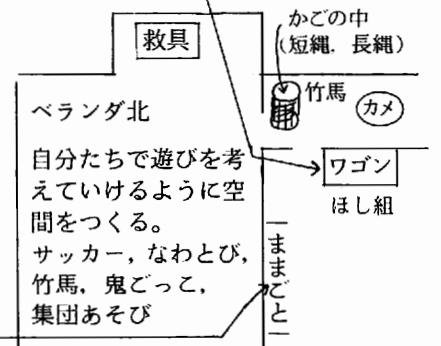 かごの中
(短縄．長縄)
救具
竹馬
カメ
ベランダ北
ワゴン
ほし組
自分たちで遊びを考
えていけるように空
間をつくる。
サッカー，なわとび，
竹馬，鬼ごっこ，
集団あそび
ままごと